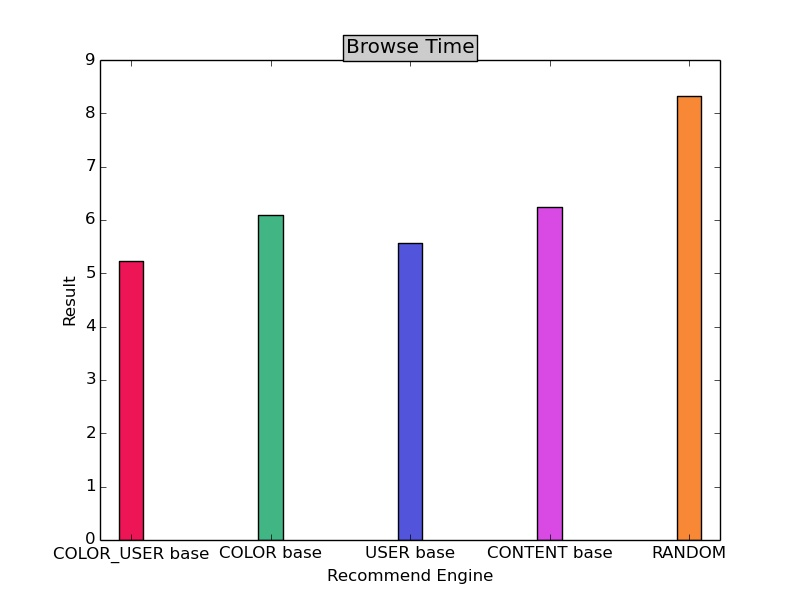 Browse Time
9
8
7
6
5
4
3
2
1
0
Result
COLOR_USER base COLOR base USER base CONTENT base RANDOM
Recommend Engine